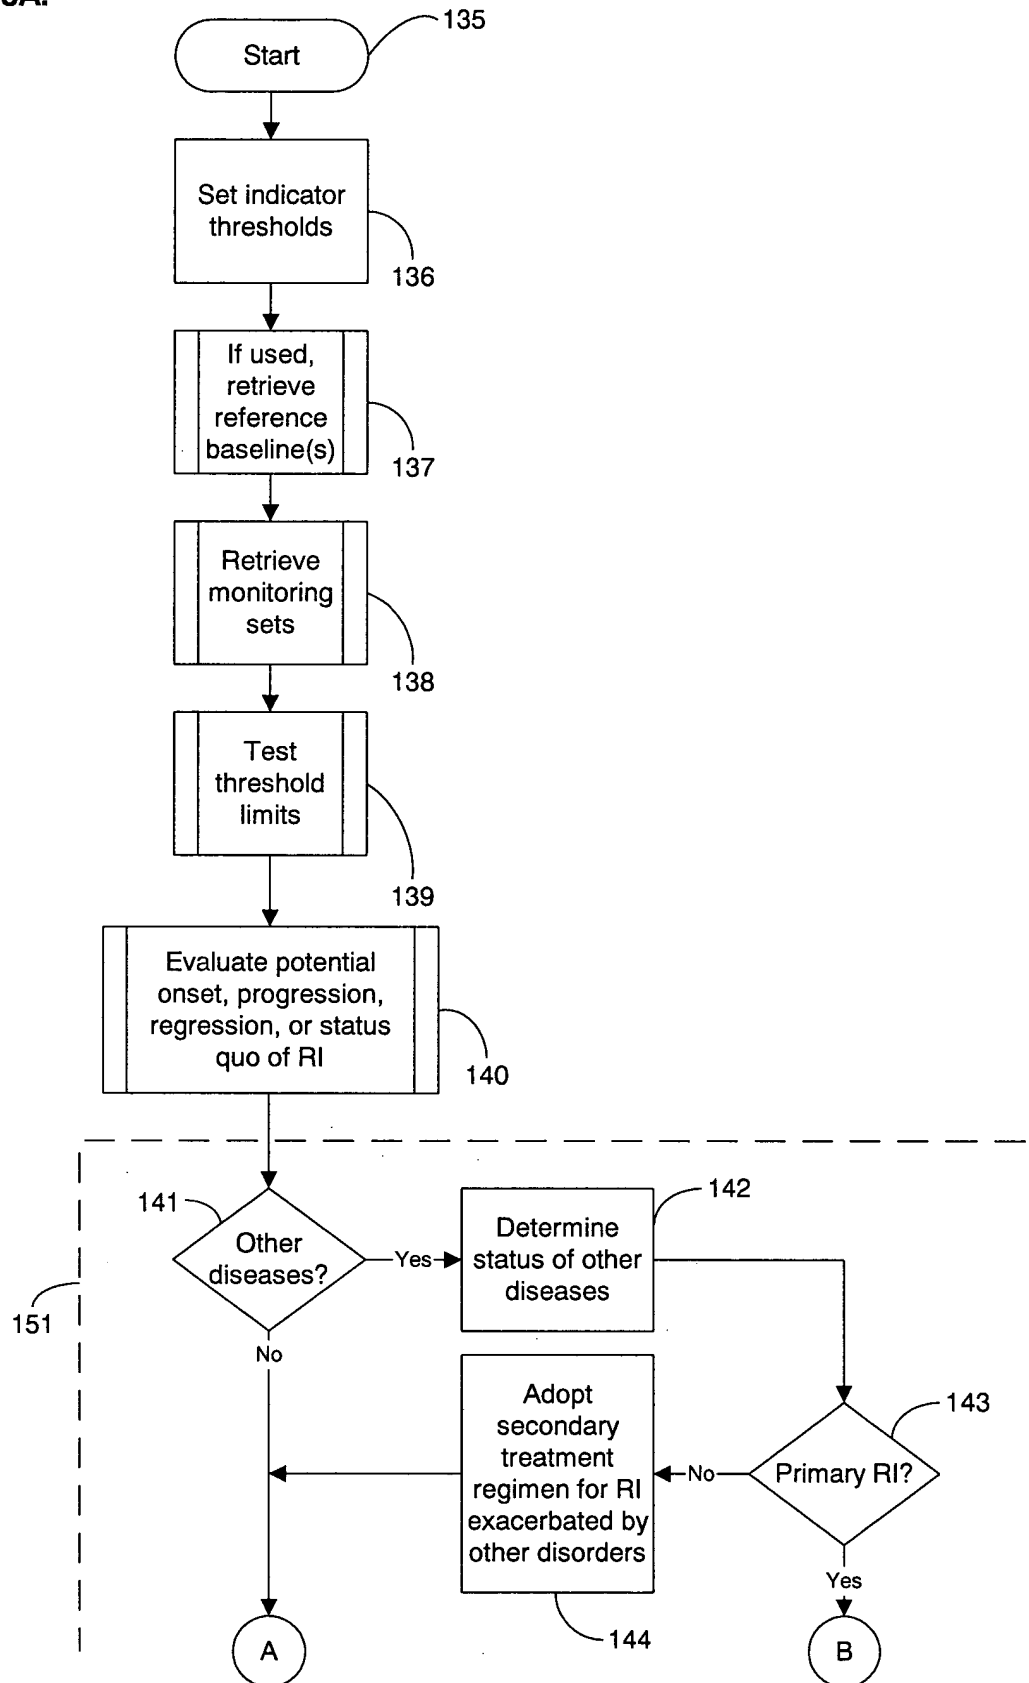 135
Start
Set indicator
thresholds
136
If used,
retrieve
reference
baseline(s)
137
Retrieve
monitoring
sets
138
Test
threshold
limits
139
Evaluate potential
onset, progression,
regression, or status
quo of RI
140
141
Other
diseases?
Yes
142
Determine
status of other
diseases
151
No
143
Primary RI?
No
Adopt
secondary
treatment
regimen for RI
exacerbated by
other disorders
144
Yes
A
B